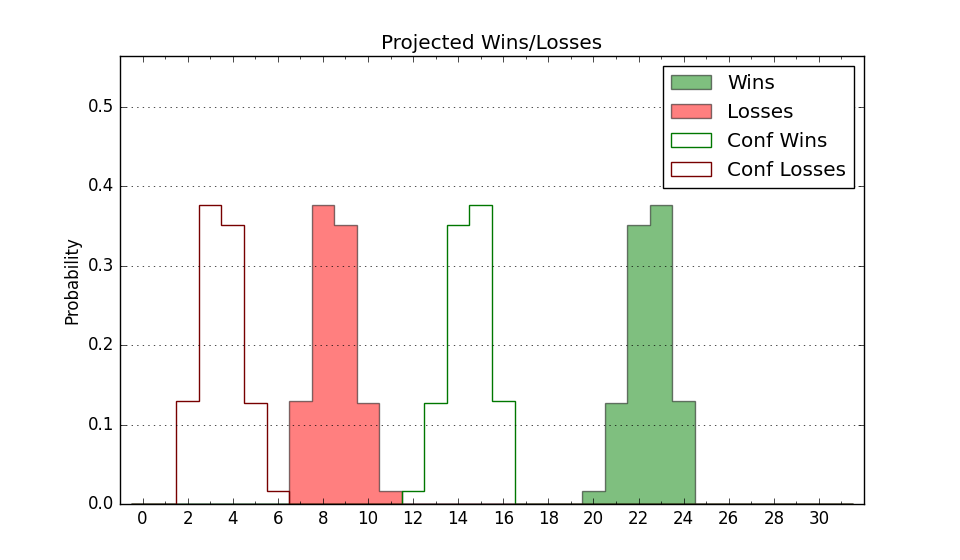 Projected Wins/Losses
Wins
Losses
Conf Wins
Conf Losses
Probability
0.5
0.4
0.3
0.2
0.1
0.0
0 2 4 6 8 10 12 14 16 18 20 22 24 26 28 30